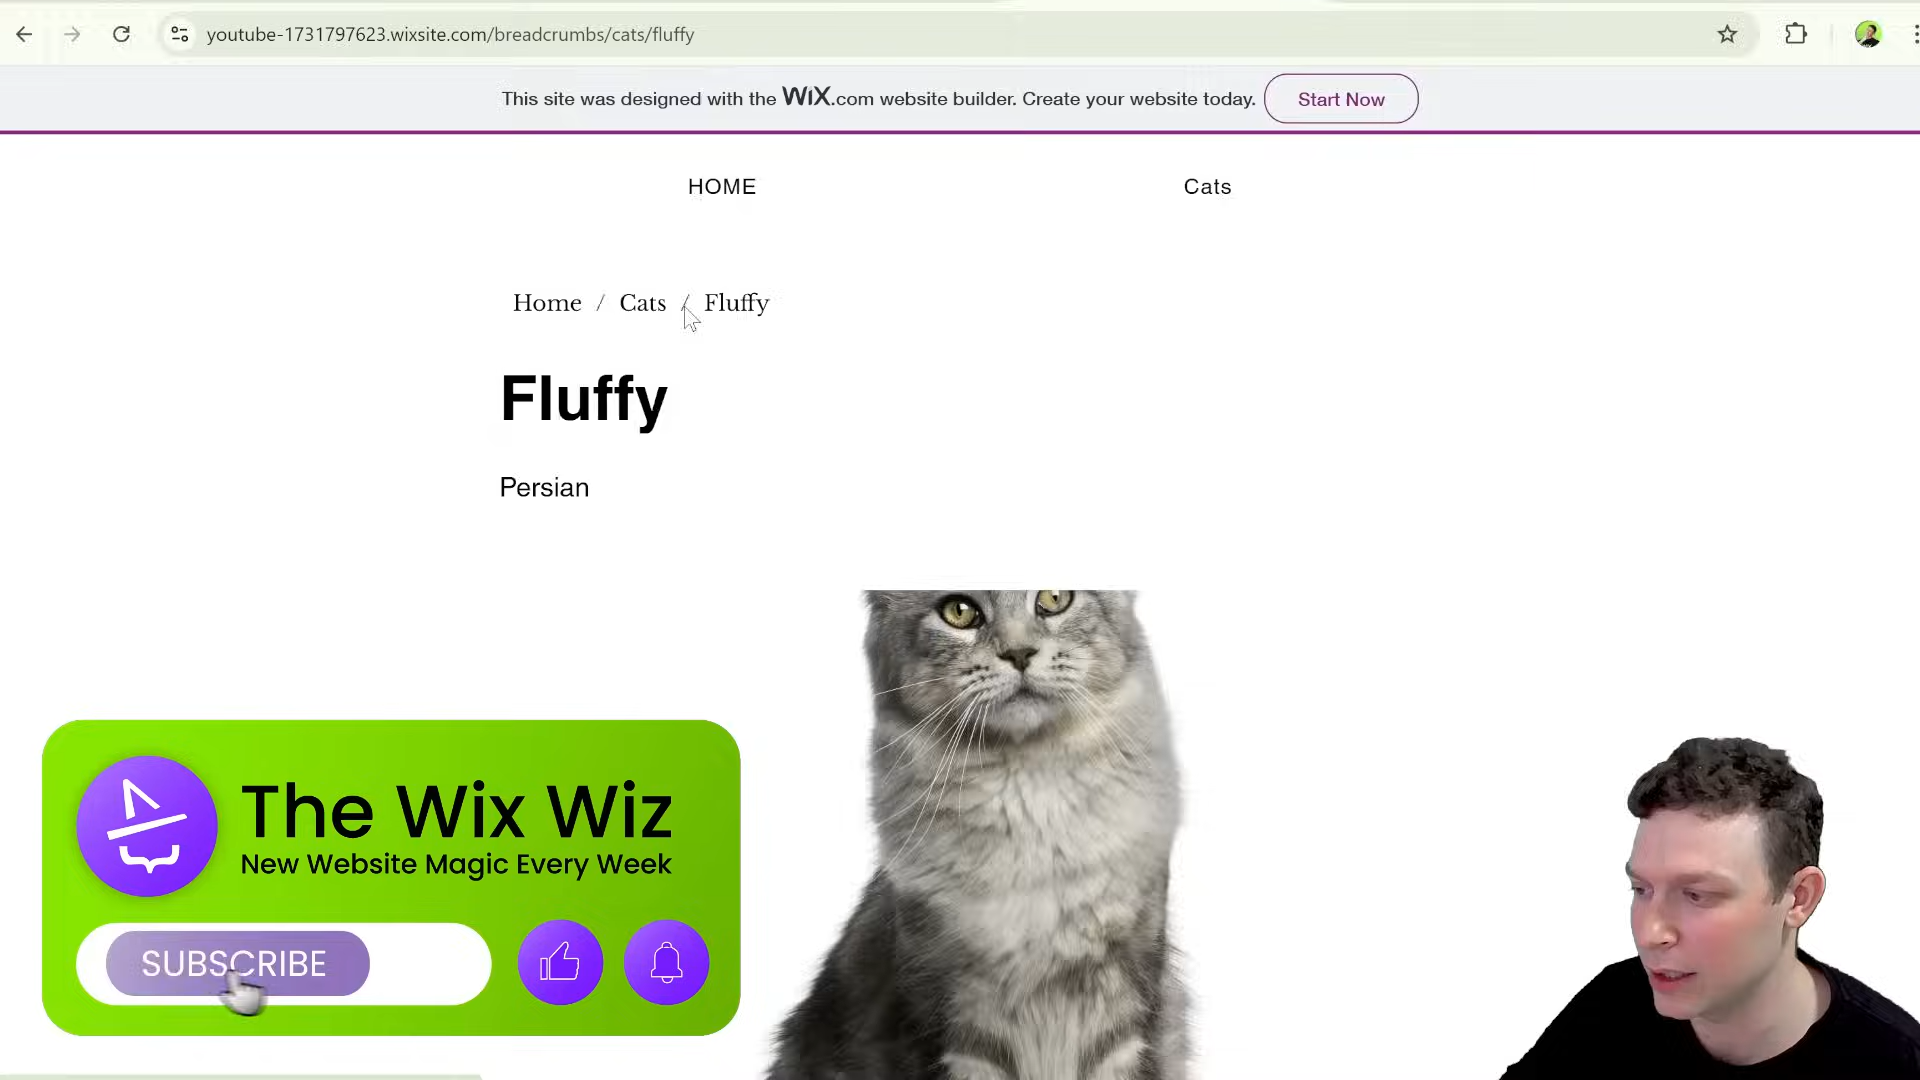 youtube-1731797623.wixsite.com/breadcrumbs/cats/fluffy
This site was designed with the WiX.com website builder. Create your website today. Start Now
HOME Cats
Home / Cats / Fluffy
Fluffy
Persian
The Wix Wiz
New Website Magic Every Week
SUBSCRIBE